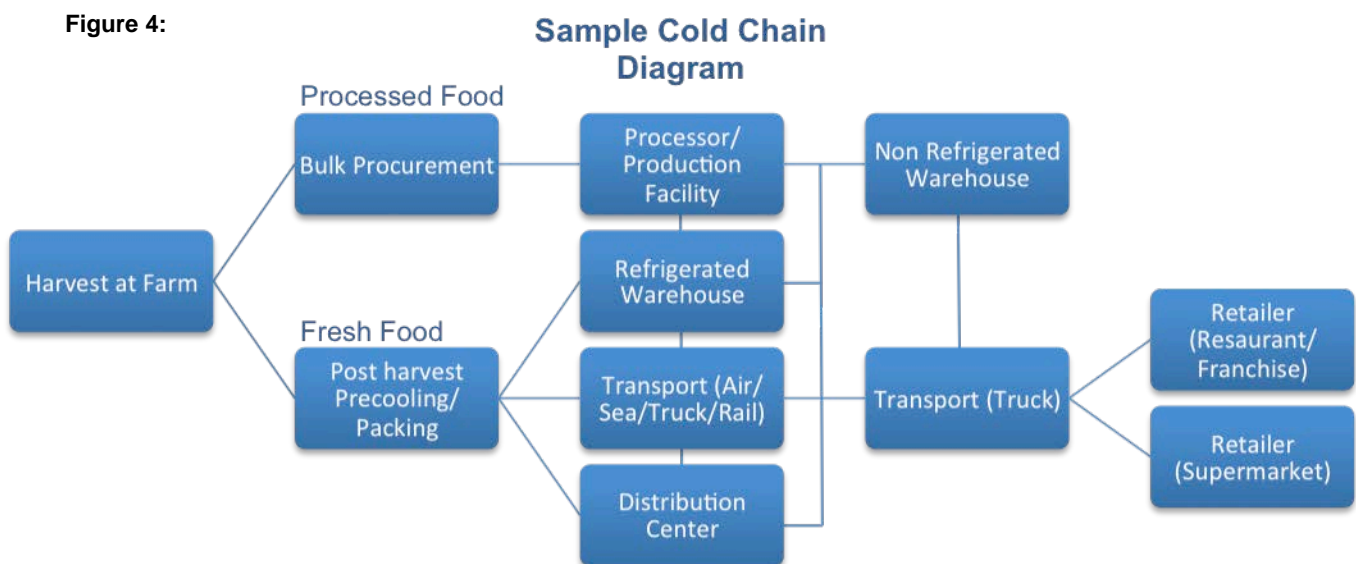 Figure 4:
Sample Cold Chain
Diagram
Processed Food
Bulk Procurement
Processor/
Production
Facility
Non Refrigerated
Warehouse
Harvest at Farm
Refrigerated
Warehouse
Fresh Food
Post harvest
Precooling/
Packing
Transport (Air/
Sea/Truck/Rail)
Transport (Truck)
Retailer
(Resaurant/
Franchise)
Retailer
(Supermarket)
Distribution
Center